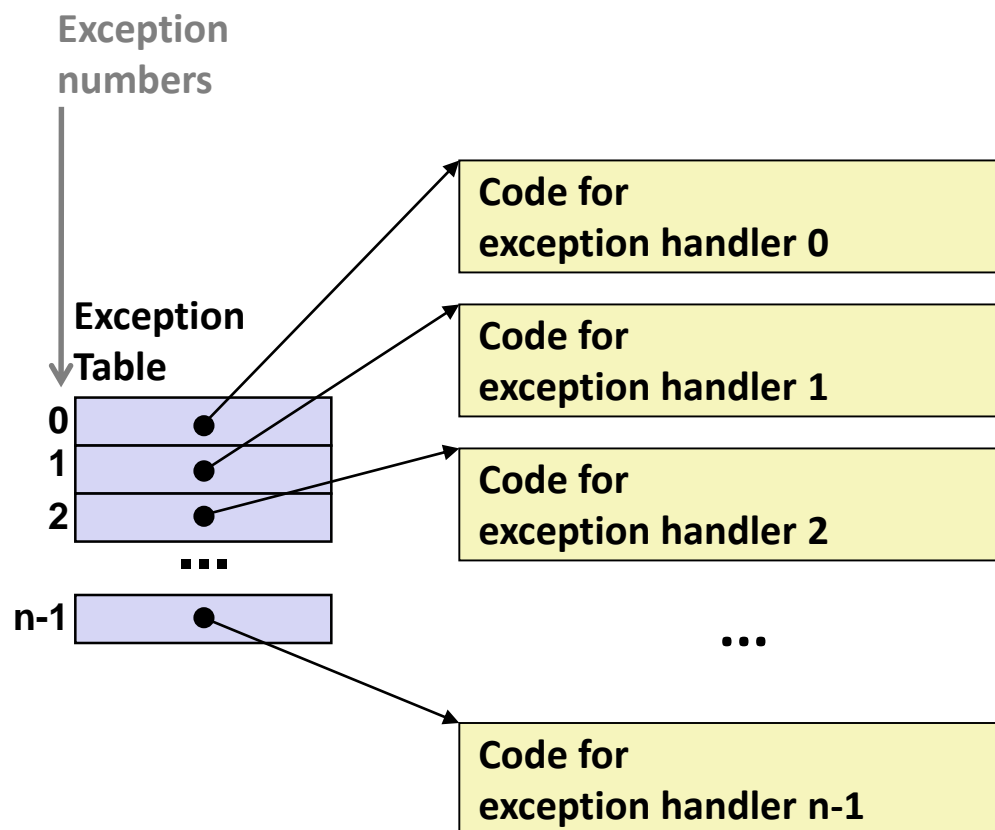 Exception
numbers
Code for
exception handler 0
Exception
Table
Code for
exception handler 1
0
1
2
...
n-1
Code for
exception handler 2
...
Code for
exception handler n-1